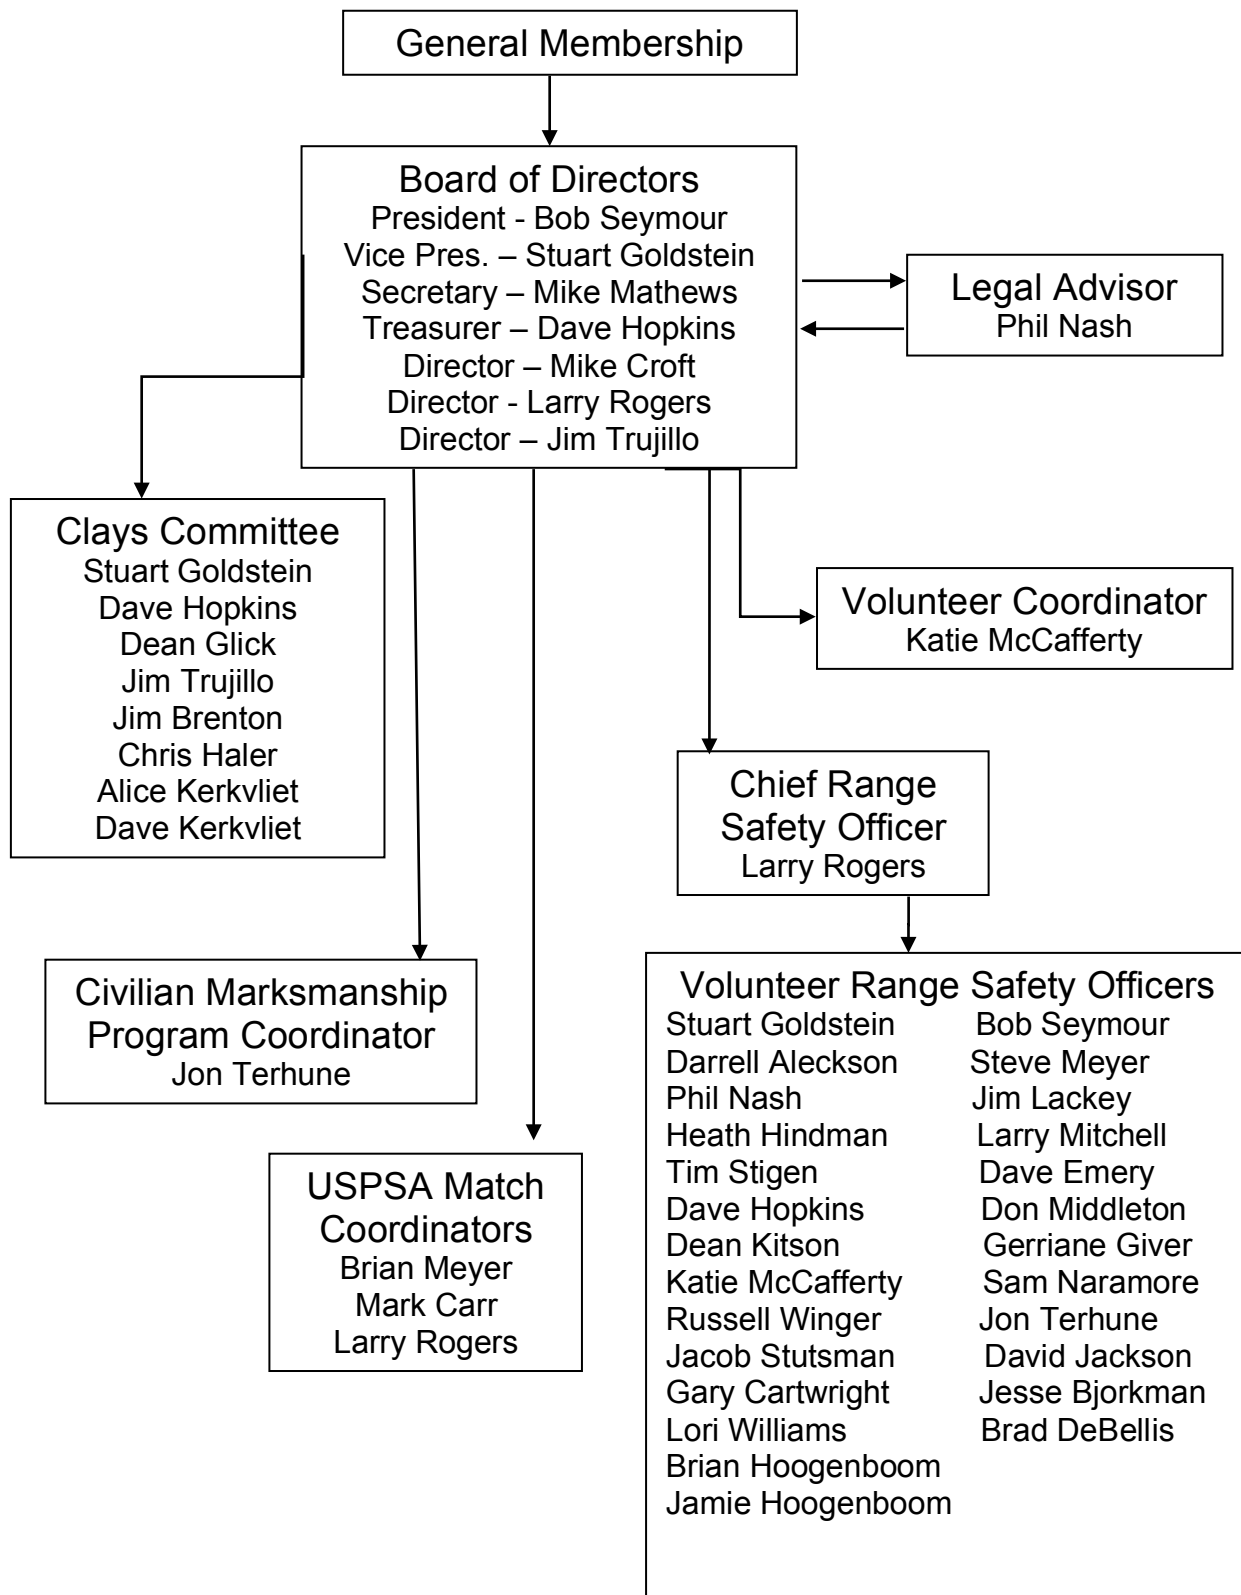 General Membership
Board of Directors
President - Bob Seymour
Vice Pres. – Stuart Goldstein
Secretary – Mike Mathews
Treasurer – Dave Hopkins
Director – Mike Croft
Director - Larry Rogers
Director – Jim Trujillo
Legal Advisor
Phil Nash
Clays Committee
Stuart Goldstein
Dave Hopkins
Dean Glick
Jim Trujillo
Jim Brenton
Chris Haler
Alice Kerkvliet
Dave Kerkvliet
Volunteer Coordinator
Katie McCafferty
Chief Range
Safety Officer
Larry Rogers
Civilian Marksmanship
Program Coordinator
Jon Terhune
USPSA Match
Coordinators
Brian Meyer
Mark Carr
Larry Rogers
Volunteer Range Safety Officers
Stuart Goldstein Bob Seymour
Darrell Aleckson Steve Meyer
Phil Nash Jim Lackey
Heath Hindman Larry Mitchell
Tim Stigen Dave Emery
Dave Hopkins Don Middleton
Dean Kitson Gerriane Giver
Katie McCafferty Sam Naramore
Russell Winger Jon Terhune
Jacob Stutsman David Jackson
Gary Cartwright Jesse Bjorkman
Lori Williams Brad DeBellis
Brian Hoogenboom
Jamie Hoogenboom